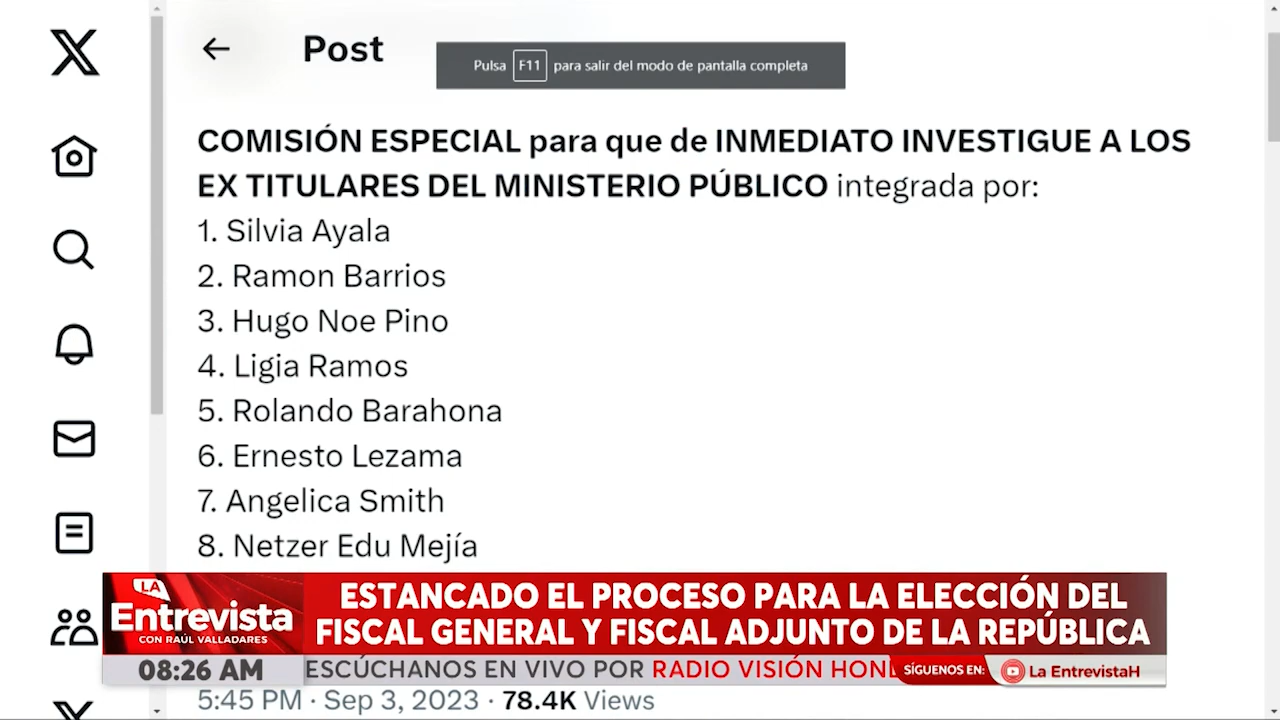 Post
Pulsa F11 para salir del modo de pantalla completa
COMISIÓN ESPECIAL para que de INMEDIATO INVESTIGUE A LOS
EX TITULARES DEL MINISTERIO PÚBLICO integrada por:
1. Silvia Ayala
2. Ramon Barrios
3. Hugo Noe Pino
4. Ligia Ramos
5. Rolando Barahona
6. Ernesto Lezama
7. Angelica Smith
8. Netzer Edu Mejía
LA
Entrevista
CON RAÚL VALLADARES
ESTANCADO EL PROCESO PARA LA ELECCIÓN DEL
FISCAL GENERAL Y FISCAL ADJUNTO DE LA REPÚBLICA
08:26 AM
ESCÚCHANOS EN VIVO POR RADIO VISIÓN HOND
SÍGUENOS EN:
La EntrevistaH
5:45 PM · Sep 3, 2023 · 78.4K Views